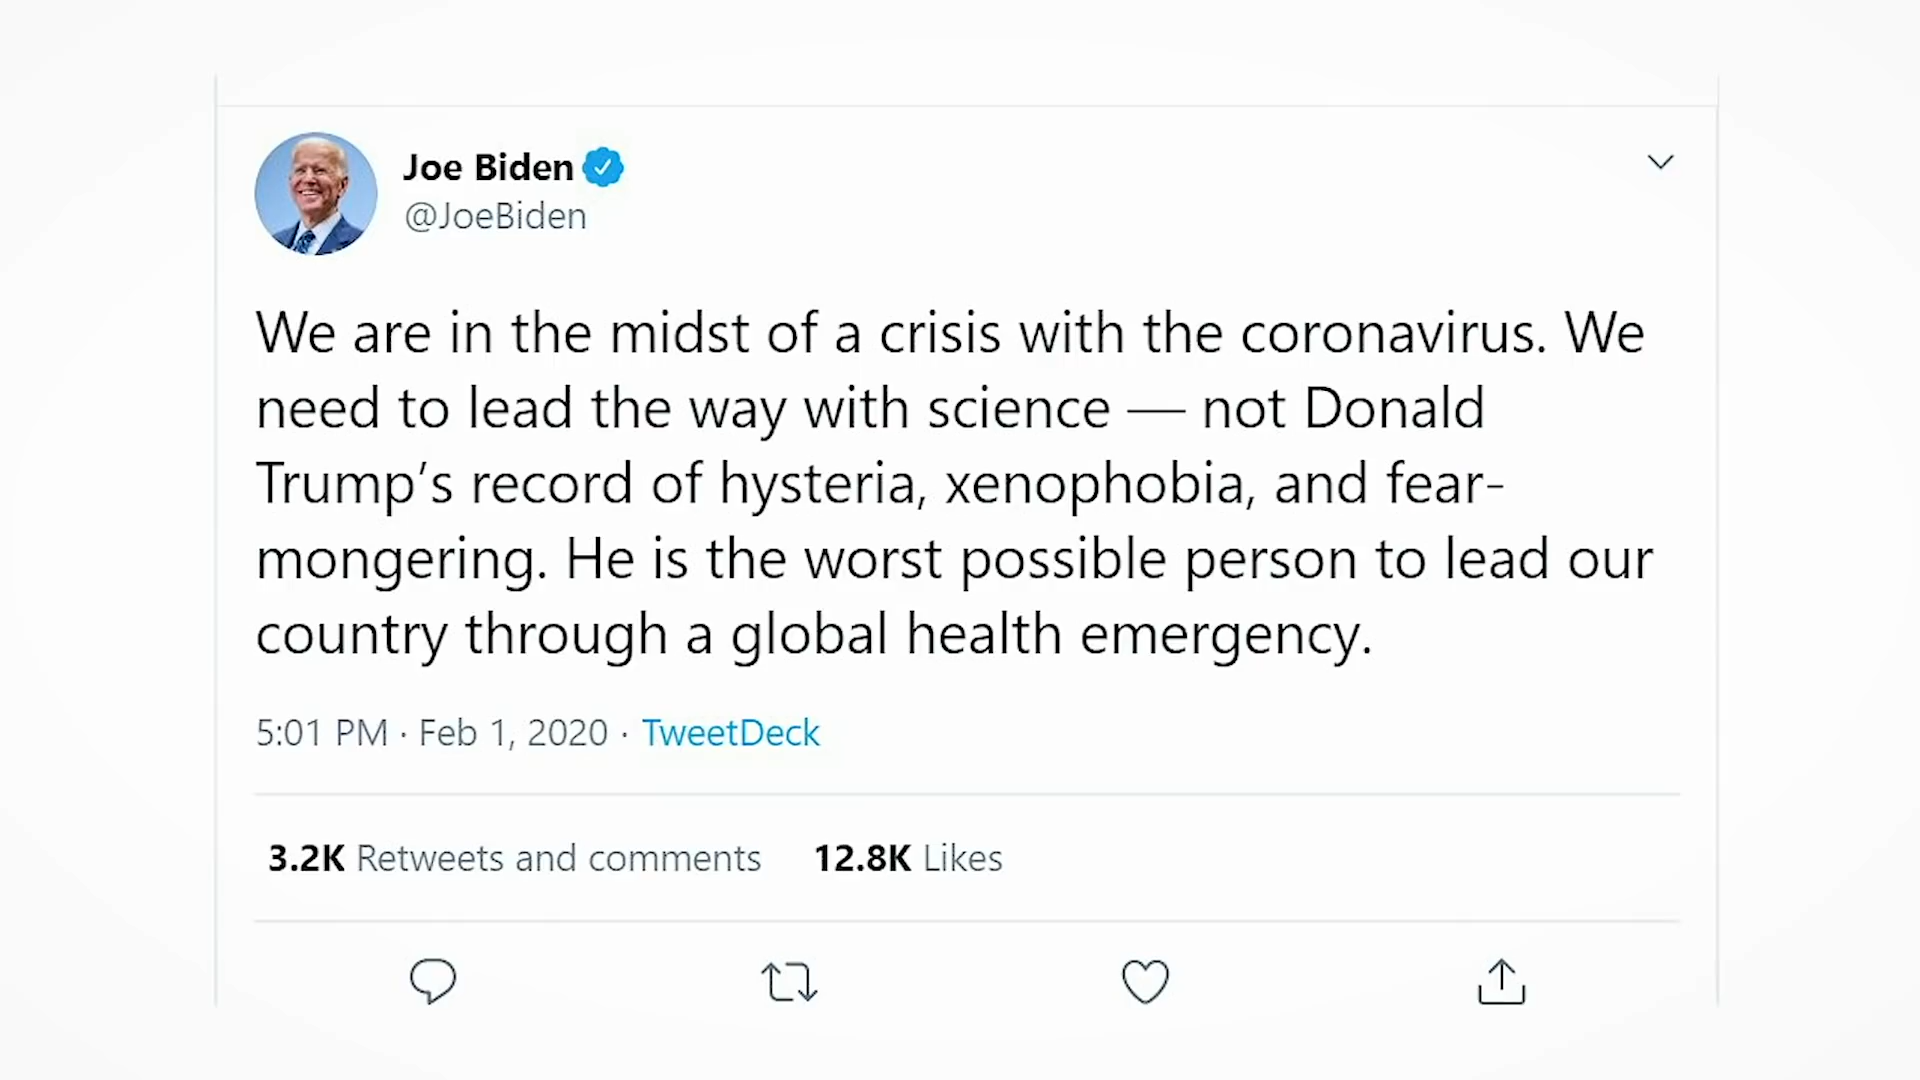 Joe Biden
@JoeBiden
We are in the midst of a crisis with the coronavirus. We
need to lead the way with science — not Donald
Trump’s record of hysteria, xenophobia, and fear-
mongering. He is the worst possible person to lead our
country through a global health emergency.
5:01 PM · Feb 1, 2020 · TweetDeck
3.2K Retweets and comments 12.8K Likes